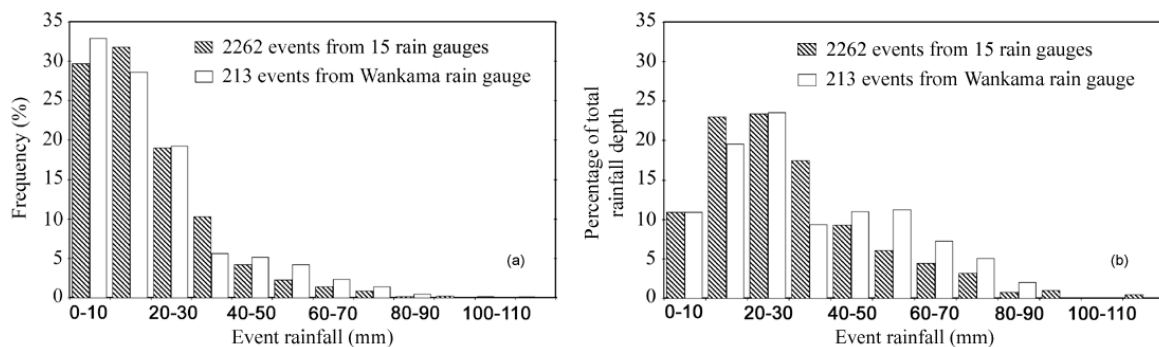 Frequency (%)
35
30
25
20
15
10
5
0
2262 events from 15 rain gauges
213 events from Wankama rain gauge
(a)
0-10 20-30 40-50 60-70 80-90 100-110
Event rainfall (mm)
Percentage of total
rainfall depth
35
30
25
20
15
10
5
0
2262 events from 15 rain gauges
213 events from Wankama rain gauge
(b)
0-10 20-30 40-50 60-70 80-90 100-110
Event rainfall (mm)